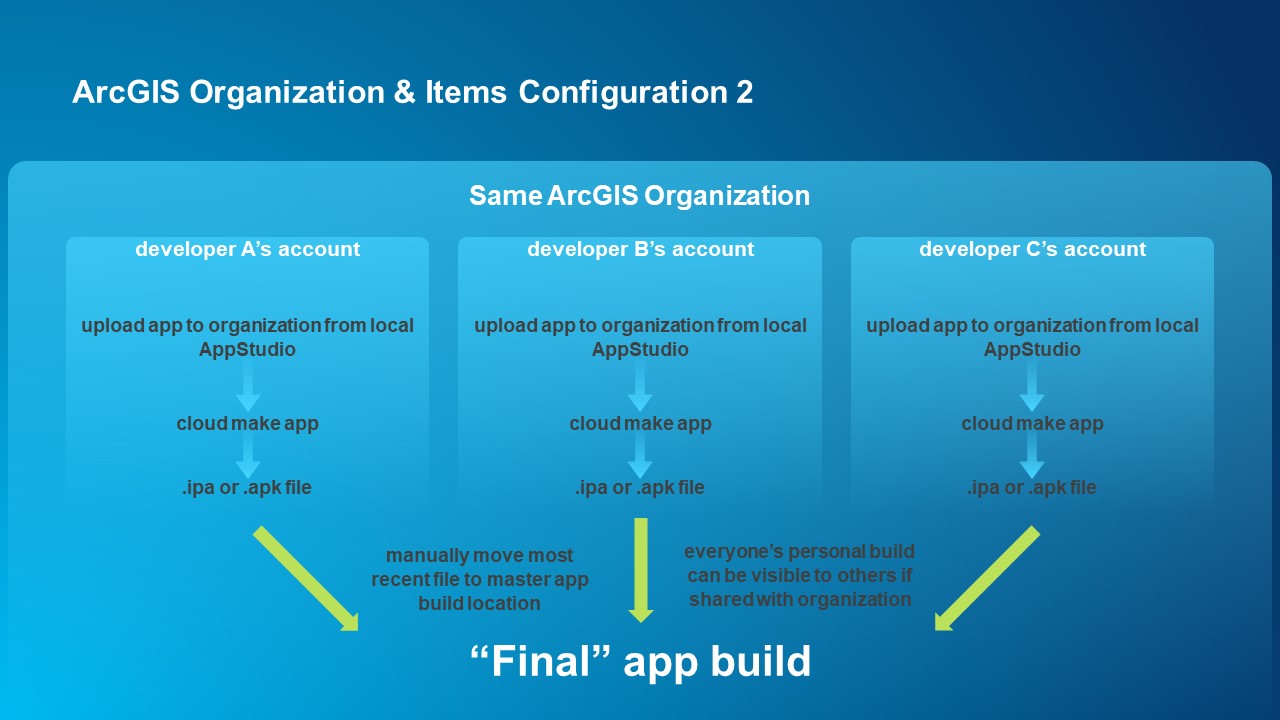 ArcGIS Organization & Items Configuration 2
Same ArcGIS Organization
developer A’s account
upload app to organization from local
AppStudio
cloud make app
.ipa or .apk file
developer B’s account
upload app to organization from local
AppStudio
cloud make app
.ipa or .apk file
developer C’s account
upload app to organization from local
AppStudio
cloud make app
.ipa or .apk file
manually move most
recent file to master app
build location
everyone’s personal build
can be visible to others if
shared with organization
“Final” app build